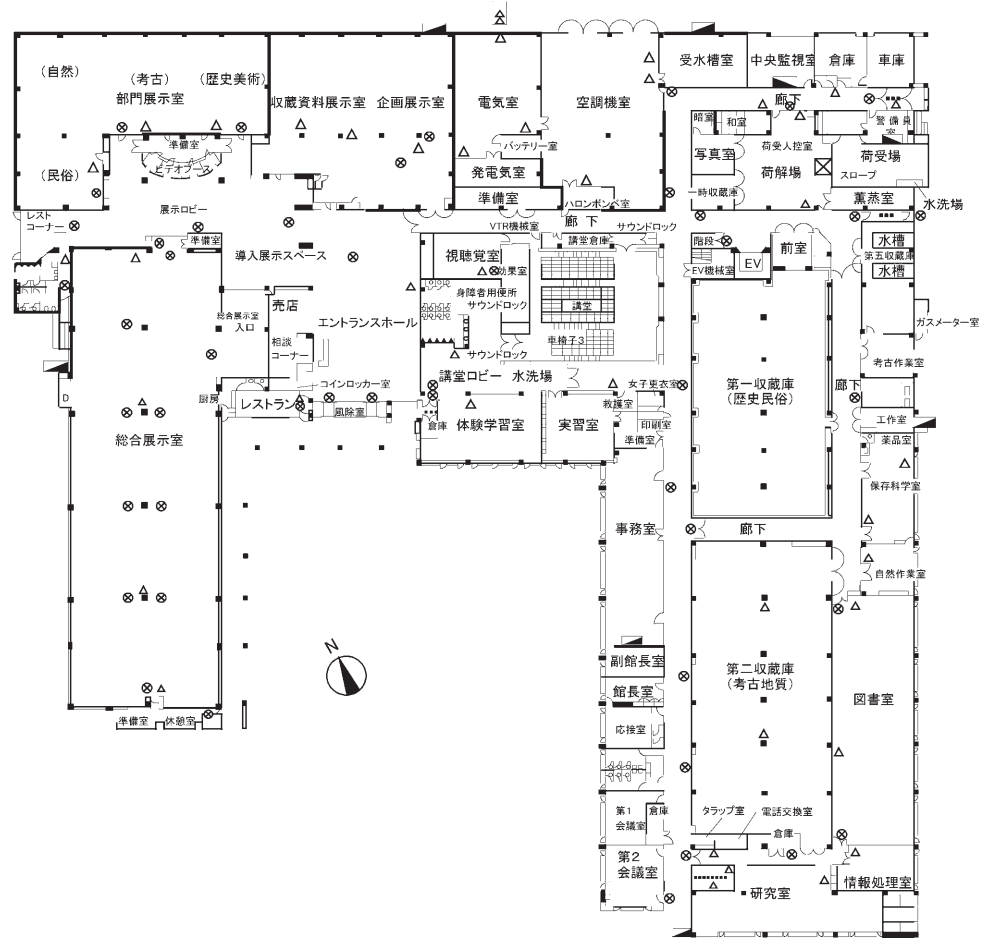 （自然）
（考古）
（歴史美術）
部門展示室
（民俗）
準備室
ビデオブース
展示ロビー
収蔵資料展示室
企画展示室
電気室
バッテリー室
発電気室
準備室
空調機室
ハロンボンベ室
受水槽室
中央監視室
倉庫
車庫
廊下
暗室
和室
荷受人控室
警備員
室
写真室
荷解場
荷受場
スロープ
一時収蔵庫
燻蒸室
水洗場
レスト
コーナー
準備室
導入展示スペース
VTR機械室
廊下
サウンドロック
講堂倉庫
視聴覚室
効果室
身障者用便所
サウンドロック
講堂
車椅子3
サウンドロック
階段
EV機械室
EV
前室
水槽
第五収蔵庫
水槽
ガスメーター室
売店
総合展示室
入口
エントランスホール
相談
コーナー
コインロッカー室
講堂ロビー
水洗場
女子更衣室
第一収蔵庫
（歴史民俗）
廊下
考古作業室
D
厨房
レストラン
風除室
倉庫
体験学習室
実習室
救護室
印刷室
準備室
工作室
薬品室
保存科学室
総合展示室
事務室
廊下
自然作業室
N
副館長室
館長室
応接室
第二収蔵庫
（考古地質）
図書室
準備室
休憩室
第1
会議室
倉庫
タラップ室
電話交換室
倉庫
第2
会議室
研究室
情報処理室